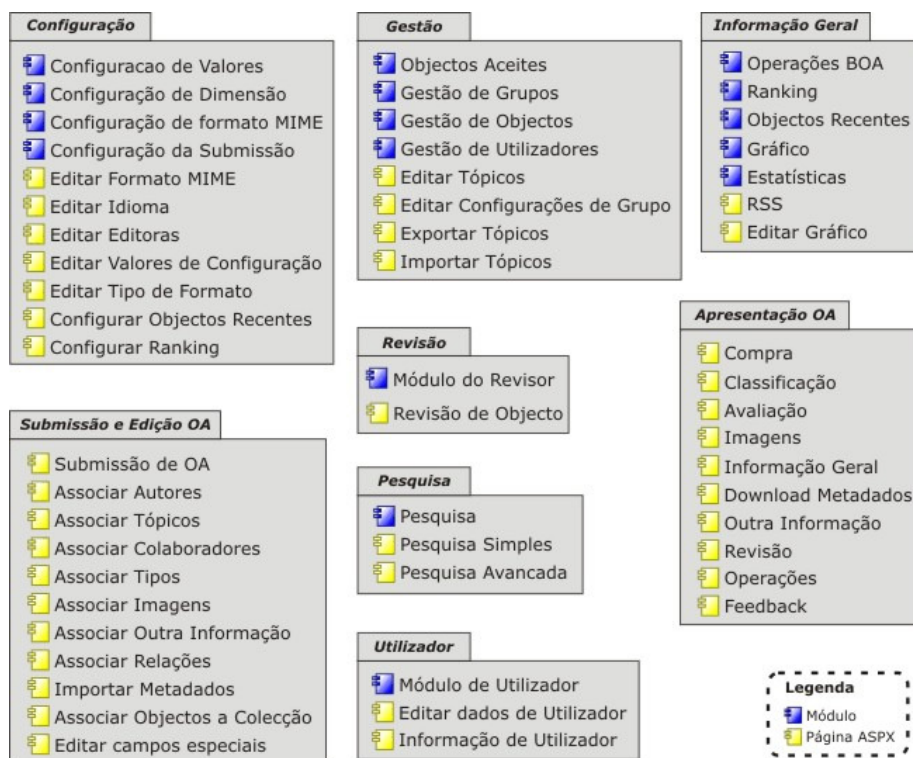 Configuração
Configuracao de Valores
Configuração de Dimensão
Configuração de formato MIME
Configuração da Submissão
Editar Formato MIME
Editar Idioma
Editar Editoras
Editar Valores de Configuração
Editar Tipo de Formato
Configurar Objectos Recentes
Configurar Ranking
Submissão e Edição OA
Submissão de OA
Associar Autores
Associar Tópicos
Associar Colaboradores
Associar Tipos
Associar Imagens
Associar Outra Informação
Associar Relações
Importar Metadados
Associar Objectos a Colecção
Editar campos especiais
Gestão
Objectos Aceites
Gestão de Grupos
Gestão de Objectos
Gestão de Utilizadores
Editar Tópicos
Editar Configurações de Grupo
Exportar Tópicos
Importar Tópicos
Revisão
Módulo do Revisor
Revisão de Objecto
Pesquisa
Pesquisa
Pesquisa Simples
Pesquisa Avancada
Utilizador
Módulo de Utilizador
Editar dados de Utilizador
Informação de Utilizador
Informação Geral
Operações BOA
Ranking
Objectos Recentes
Gráfico
Estatísticas
RSS
Editar Gráfico
Apresentação OA
Compra
Classificação
Avaliação
Imagens
Informação Geral
Download Metadados
Outra Informação
Revisão
Operações
Feedback
Legenda
Módulo
Página ASPX